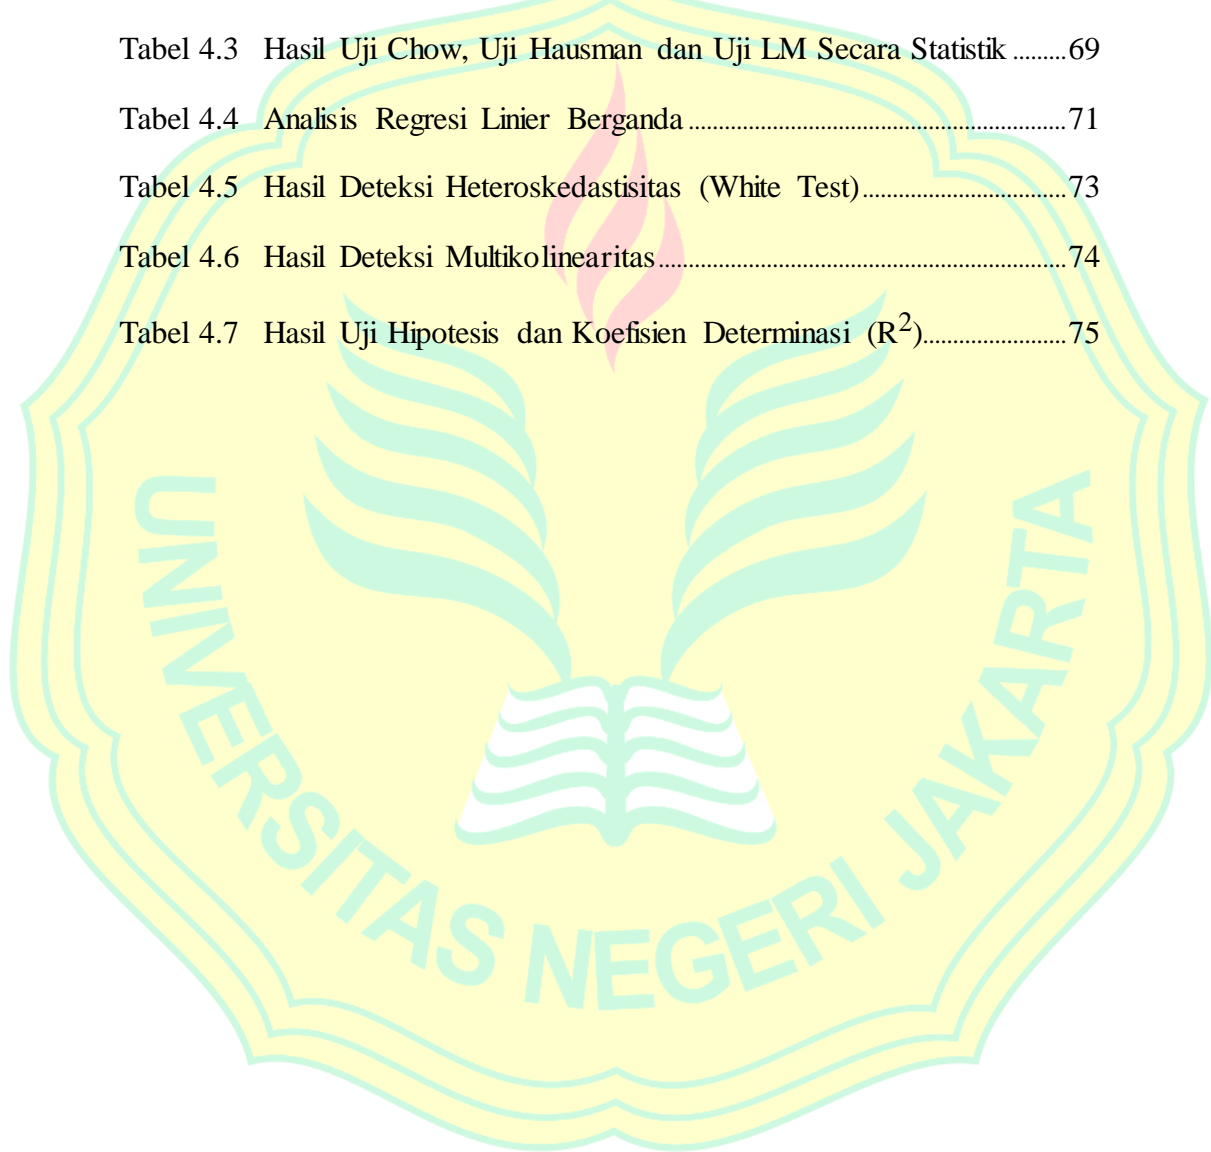 Tabel 4.3 Hasil Uji Chow, Uji Hausman dan Uji LM Secara Statistik .........69
Tabel 4.4 Analisis Regresi Linier Berganda ...............................................................71
Tabel 4.5 Hasil Deteksi Heteroskedastisitas (White Test)..................................73
Tabel 4.6 Hasil Deteksi Multikolinearitas....................................................................74
Tabel 4.7 Hasil Uji Hipotesis dan Koefisien Determinasi (R²)........................75
UNIVERSITAS NEGERI JAKARTA